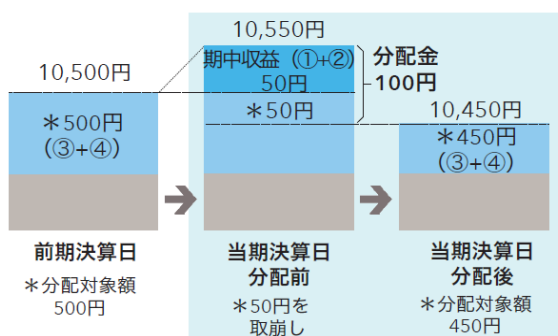 10,500円
＊500円
（③+④）
前期決算日
＊分配対象額
500円
10,550円
期中収益（①+②）
50円
＊50円
分配金
100円
当期決算日
分配前
＊50円を
取崩し
10,450円
＊450円
（③+④）
当期決算日
分配後
＊分配対象額
450円